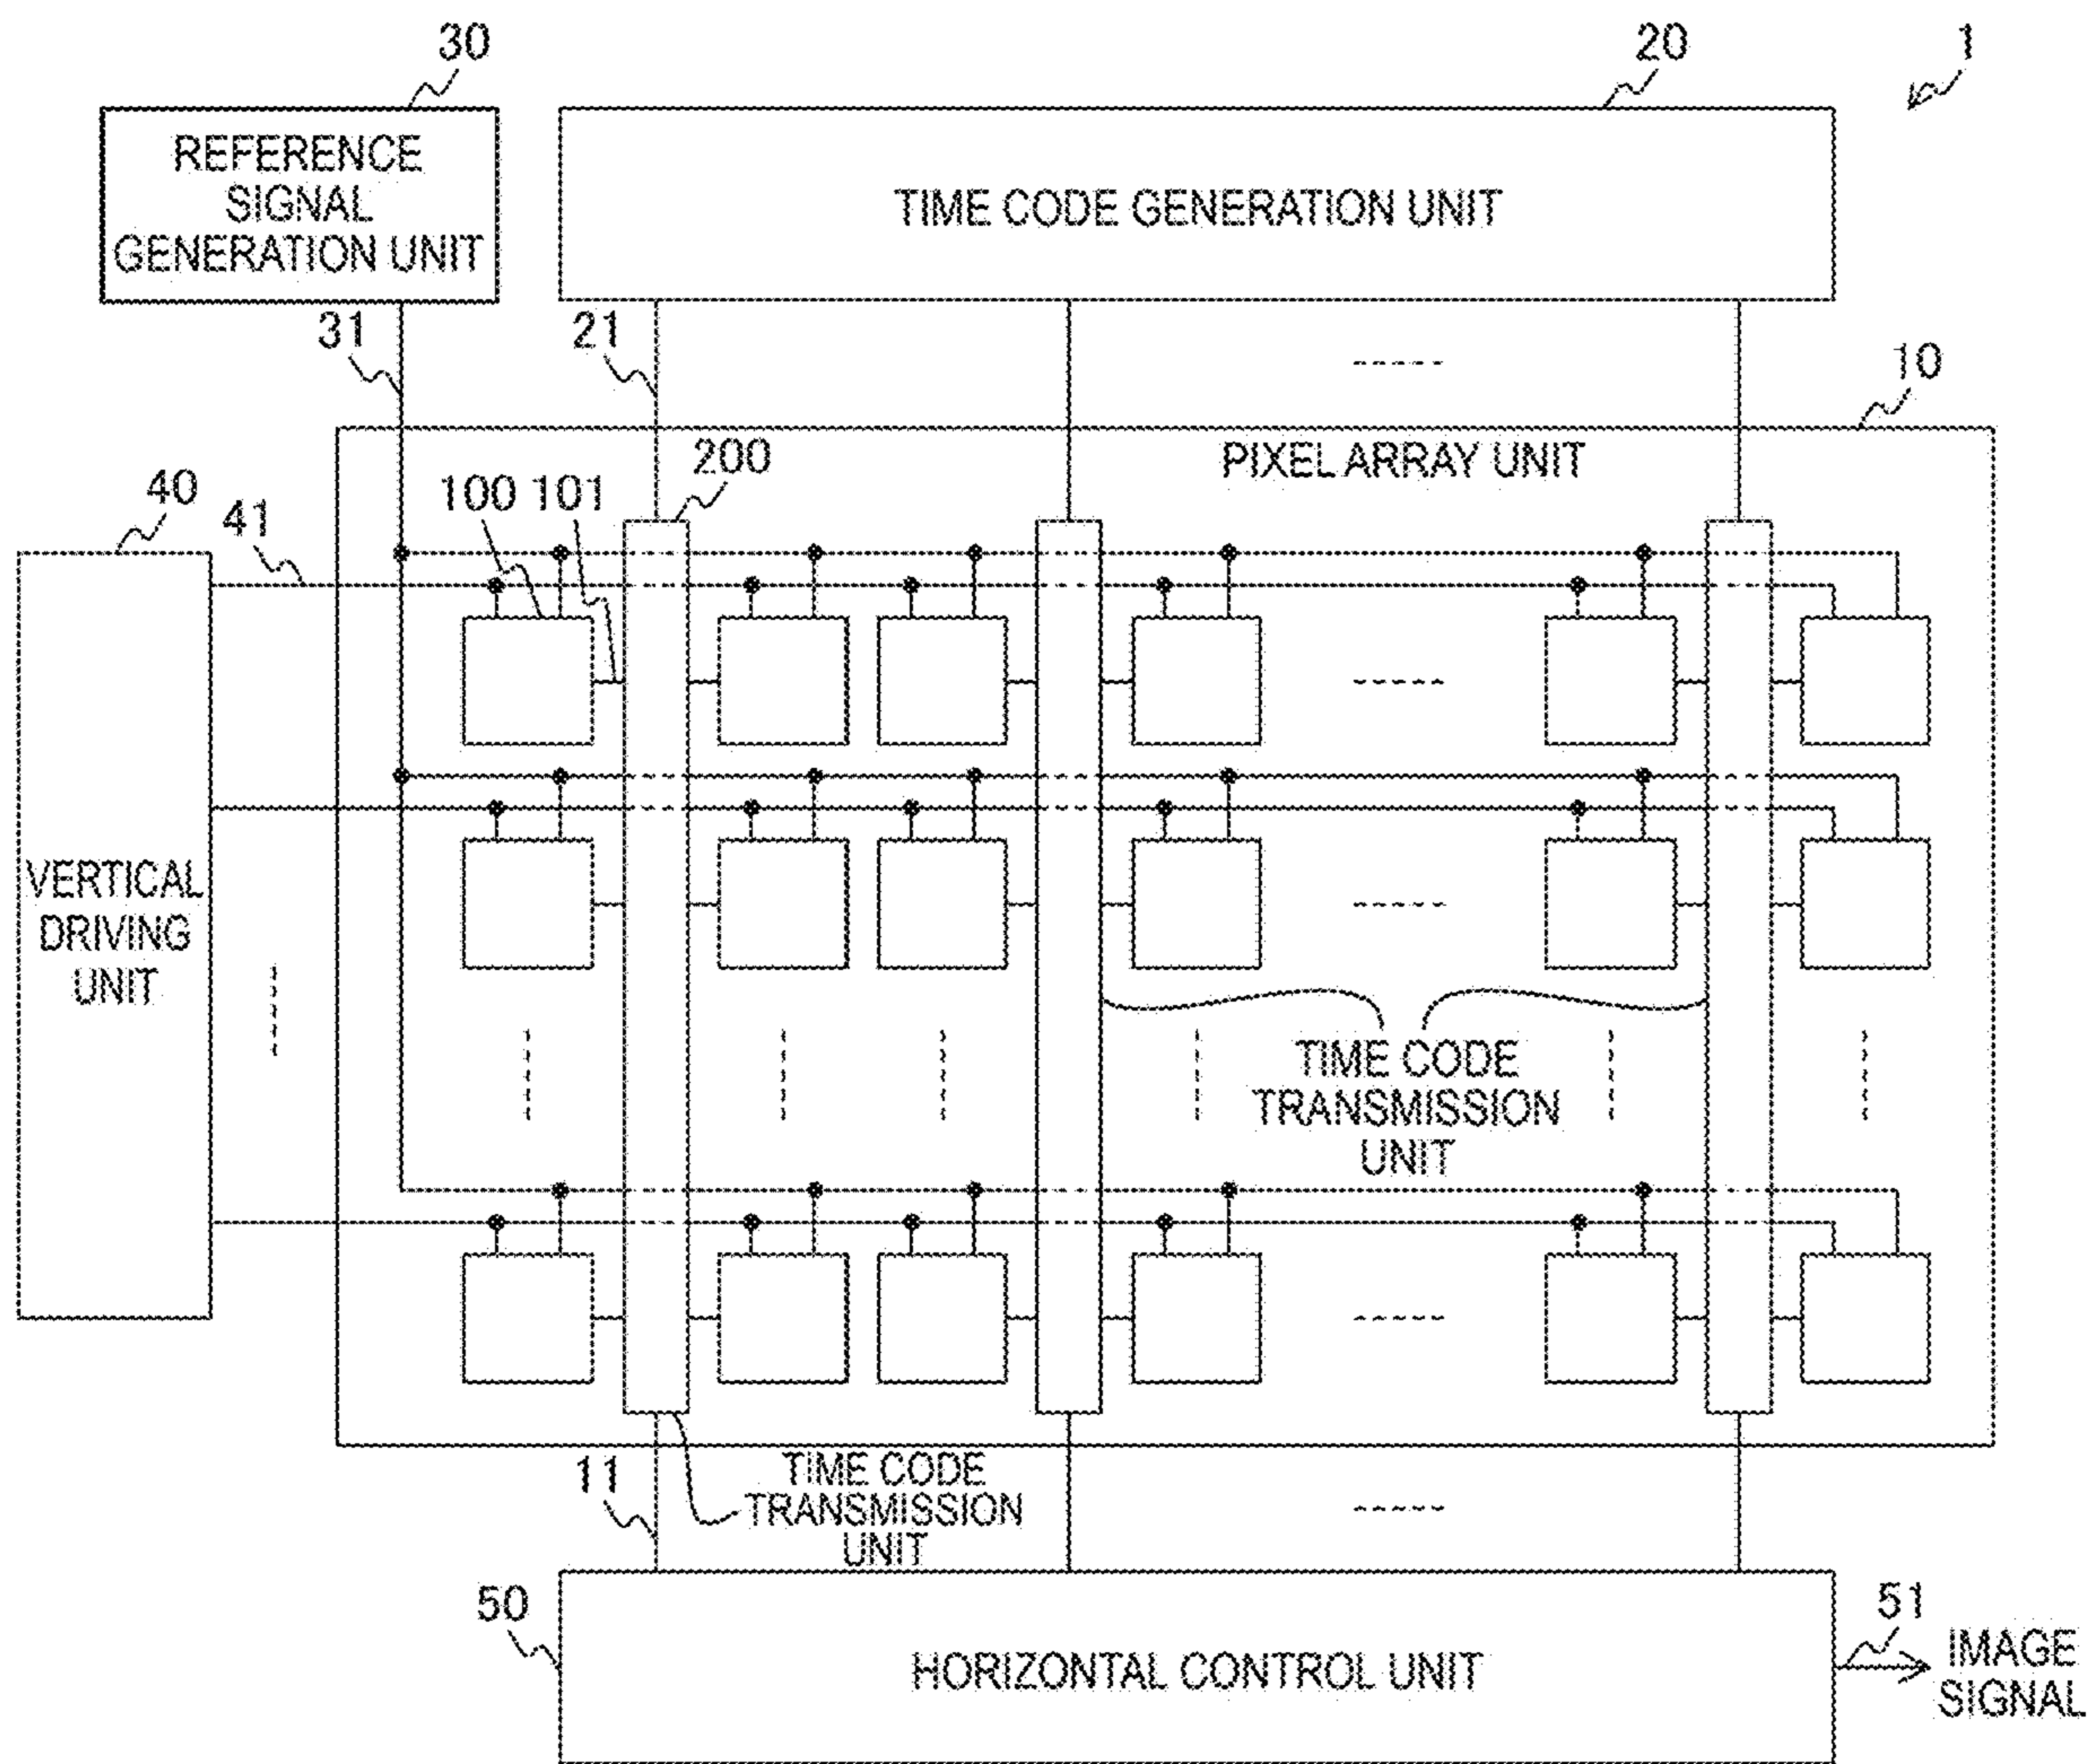 30
20
1
REFERENCE
SIGNAL
GENERATION UNIT
TIME CODE GENERATION UNIT
31
21
10
PIXEL ARRAY UNIT
200
40
41
100
101
VERTICAL
DRIVING
UNIT
TIME CODE
TRANSMISSION
UNIT
11
TIME CODE
TRANSMISSION
UNIT
50
HORIZONTAL CONTROL UNIT
51
IMAGE
SIGNAL